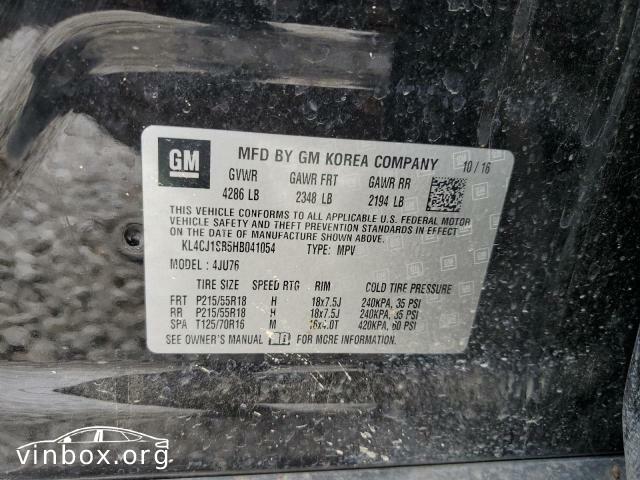 GM MFD BY GM KOREA COMPANY 10/16
GVWR GAWR FRT GAWR RR
4286 LB 2348 LB 2194 LB
THIS VEHICLE CONFORMS TO ALL APPLICABLE U.S. FEDERAL MOTOR
VEHICLE SAFETY AND THEFT PREVENTION STANDARDS IN EFFECT
ON THE DATE OF MANUFACTURE SHOWN ABOVE.
KL4CJ1SB5HB041054 TYPE: MPV
MODEL: 4JU76
TIRE SIZE SPEED RTG RIM COLD TIRE PRESSURE
FRT P215/55R18 H 18x7.5J 240KPA, 35 PSI
RR P215/55R18 H 18x7.5J 240KPA, 35 PSI
SPA T125/70R16 M 16x4.0T 420KPA, 60 PSI
SEE OWNER'S MANUAL FOR MORE INFORMATION.
vinbox.org